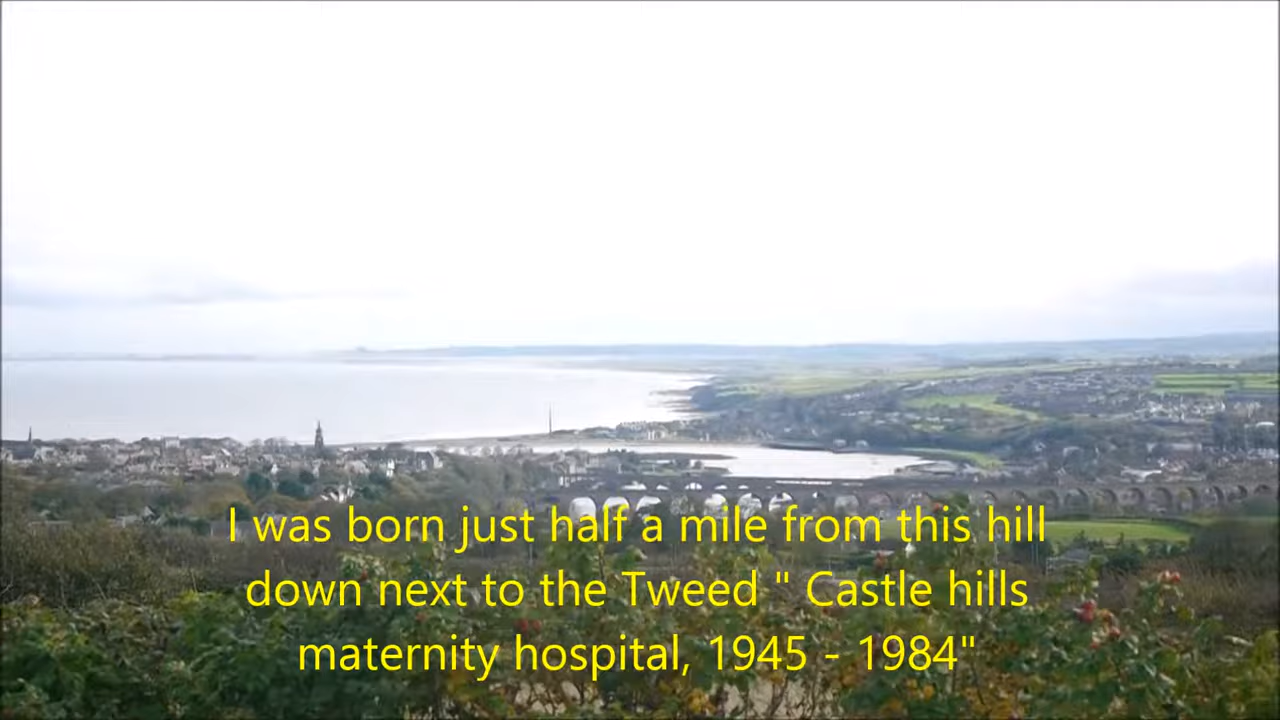 I was born just half a mile from this hill
down next to the Tweed " Castle hills
maternity hospital, 1945 - 1984"